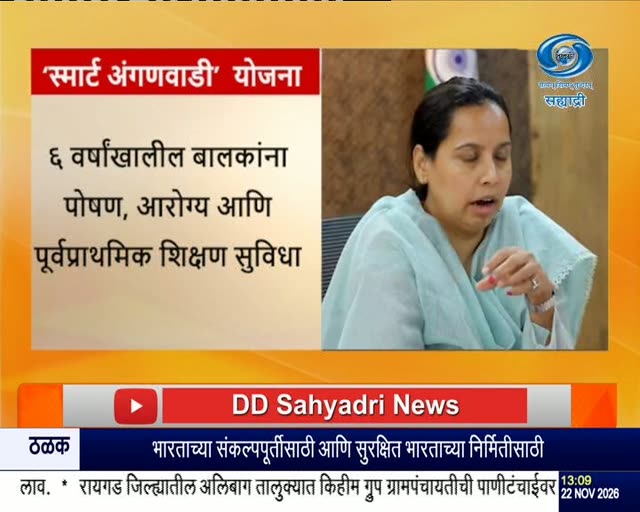 'स्मार्ट अंगणवाडी' योजना
६ वर्षांखालील बालकांना
पोषण, आरोग्य आणि
पूर्वप्राथमिक शिक्षण सुविधा
सह्याद्री
DD Sahyadri News
ठळक
भारताच्या संकल्पपूर्तीसाठी आणि सुरक्षित भारताच्या निर्मितीसाठी
लाव. * रायगड जिल्ह्यातील अलिबाग तालुक्यात किहीम ग्रुप ग्रामपंचायतीची पाणीटंचाईवर
13:09
22 NOV 2026